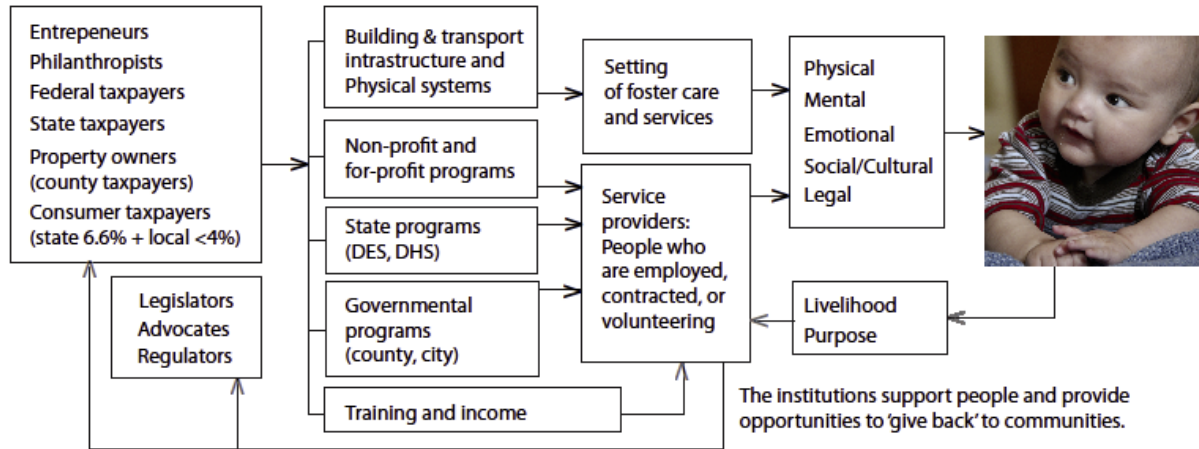 Entrepeneurs
Philanthropists
Federal taxpayers
State taxpayers
Property owners
(county taxpayers)
Consumer taxpayers
(state 6.6% + local <4%)
Legislators
Advocates
Regulators
Building & transport
intrastructure and
Physical systems
Non-profit and
for-profit programs
State programs
(DES, DHS)
Governmental
programs
(county, city)
Training and income
Setting
of foster care
and services
Service
providers:
People who
are employed,
contracted, or
volunteering
Physical
Mental
Emotional
Social/Cultural
Legal
Livelihood
Purpose
The institutions support people and provide
opportunities to ‘give back’ to communities.